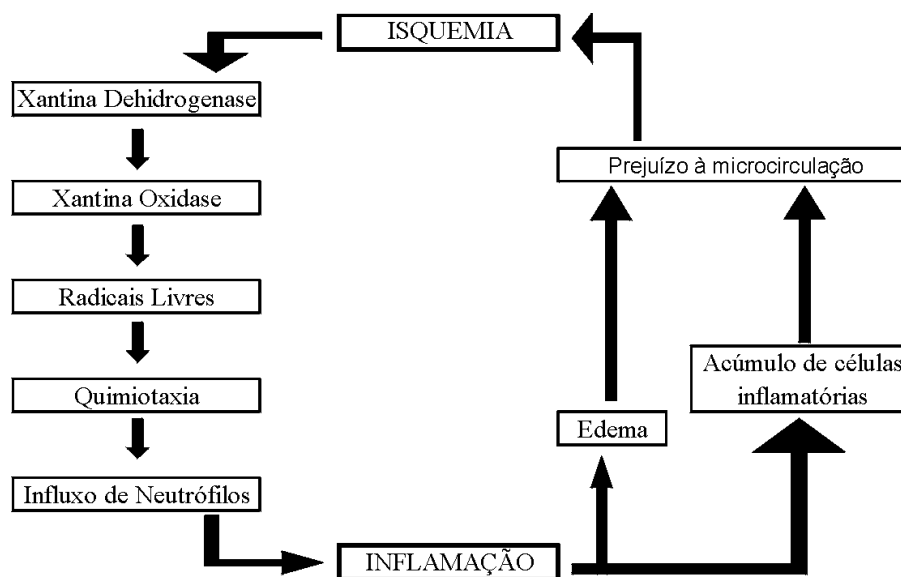 ISQUEMIA
Xantina Dehidrogenase
Xantina Oxidase
Radicais Livres
Quimiotaxia
Influxo de Neutrófilos
INFLAMAÇÃO
Edema
Acúmulo de células
inflamatórias
Prejuízo à microcirculação